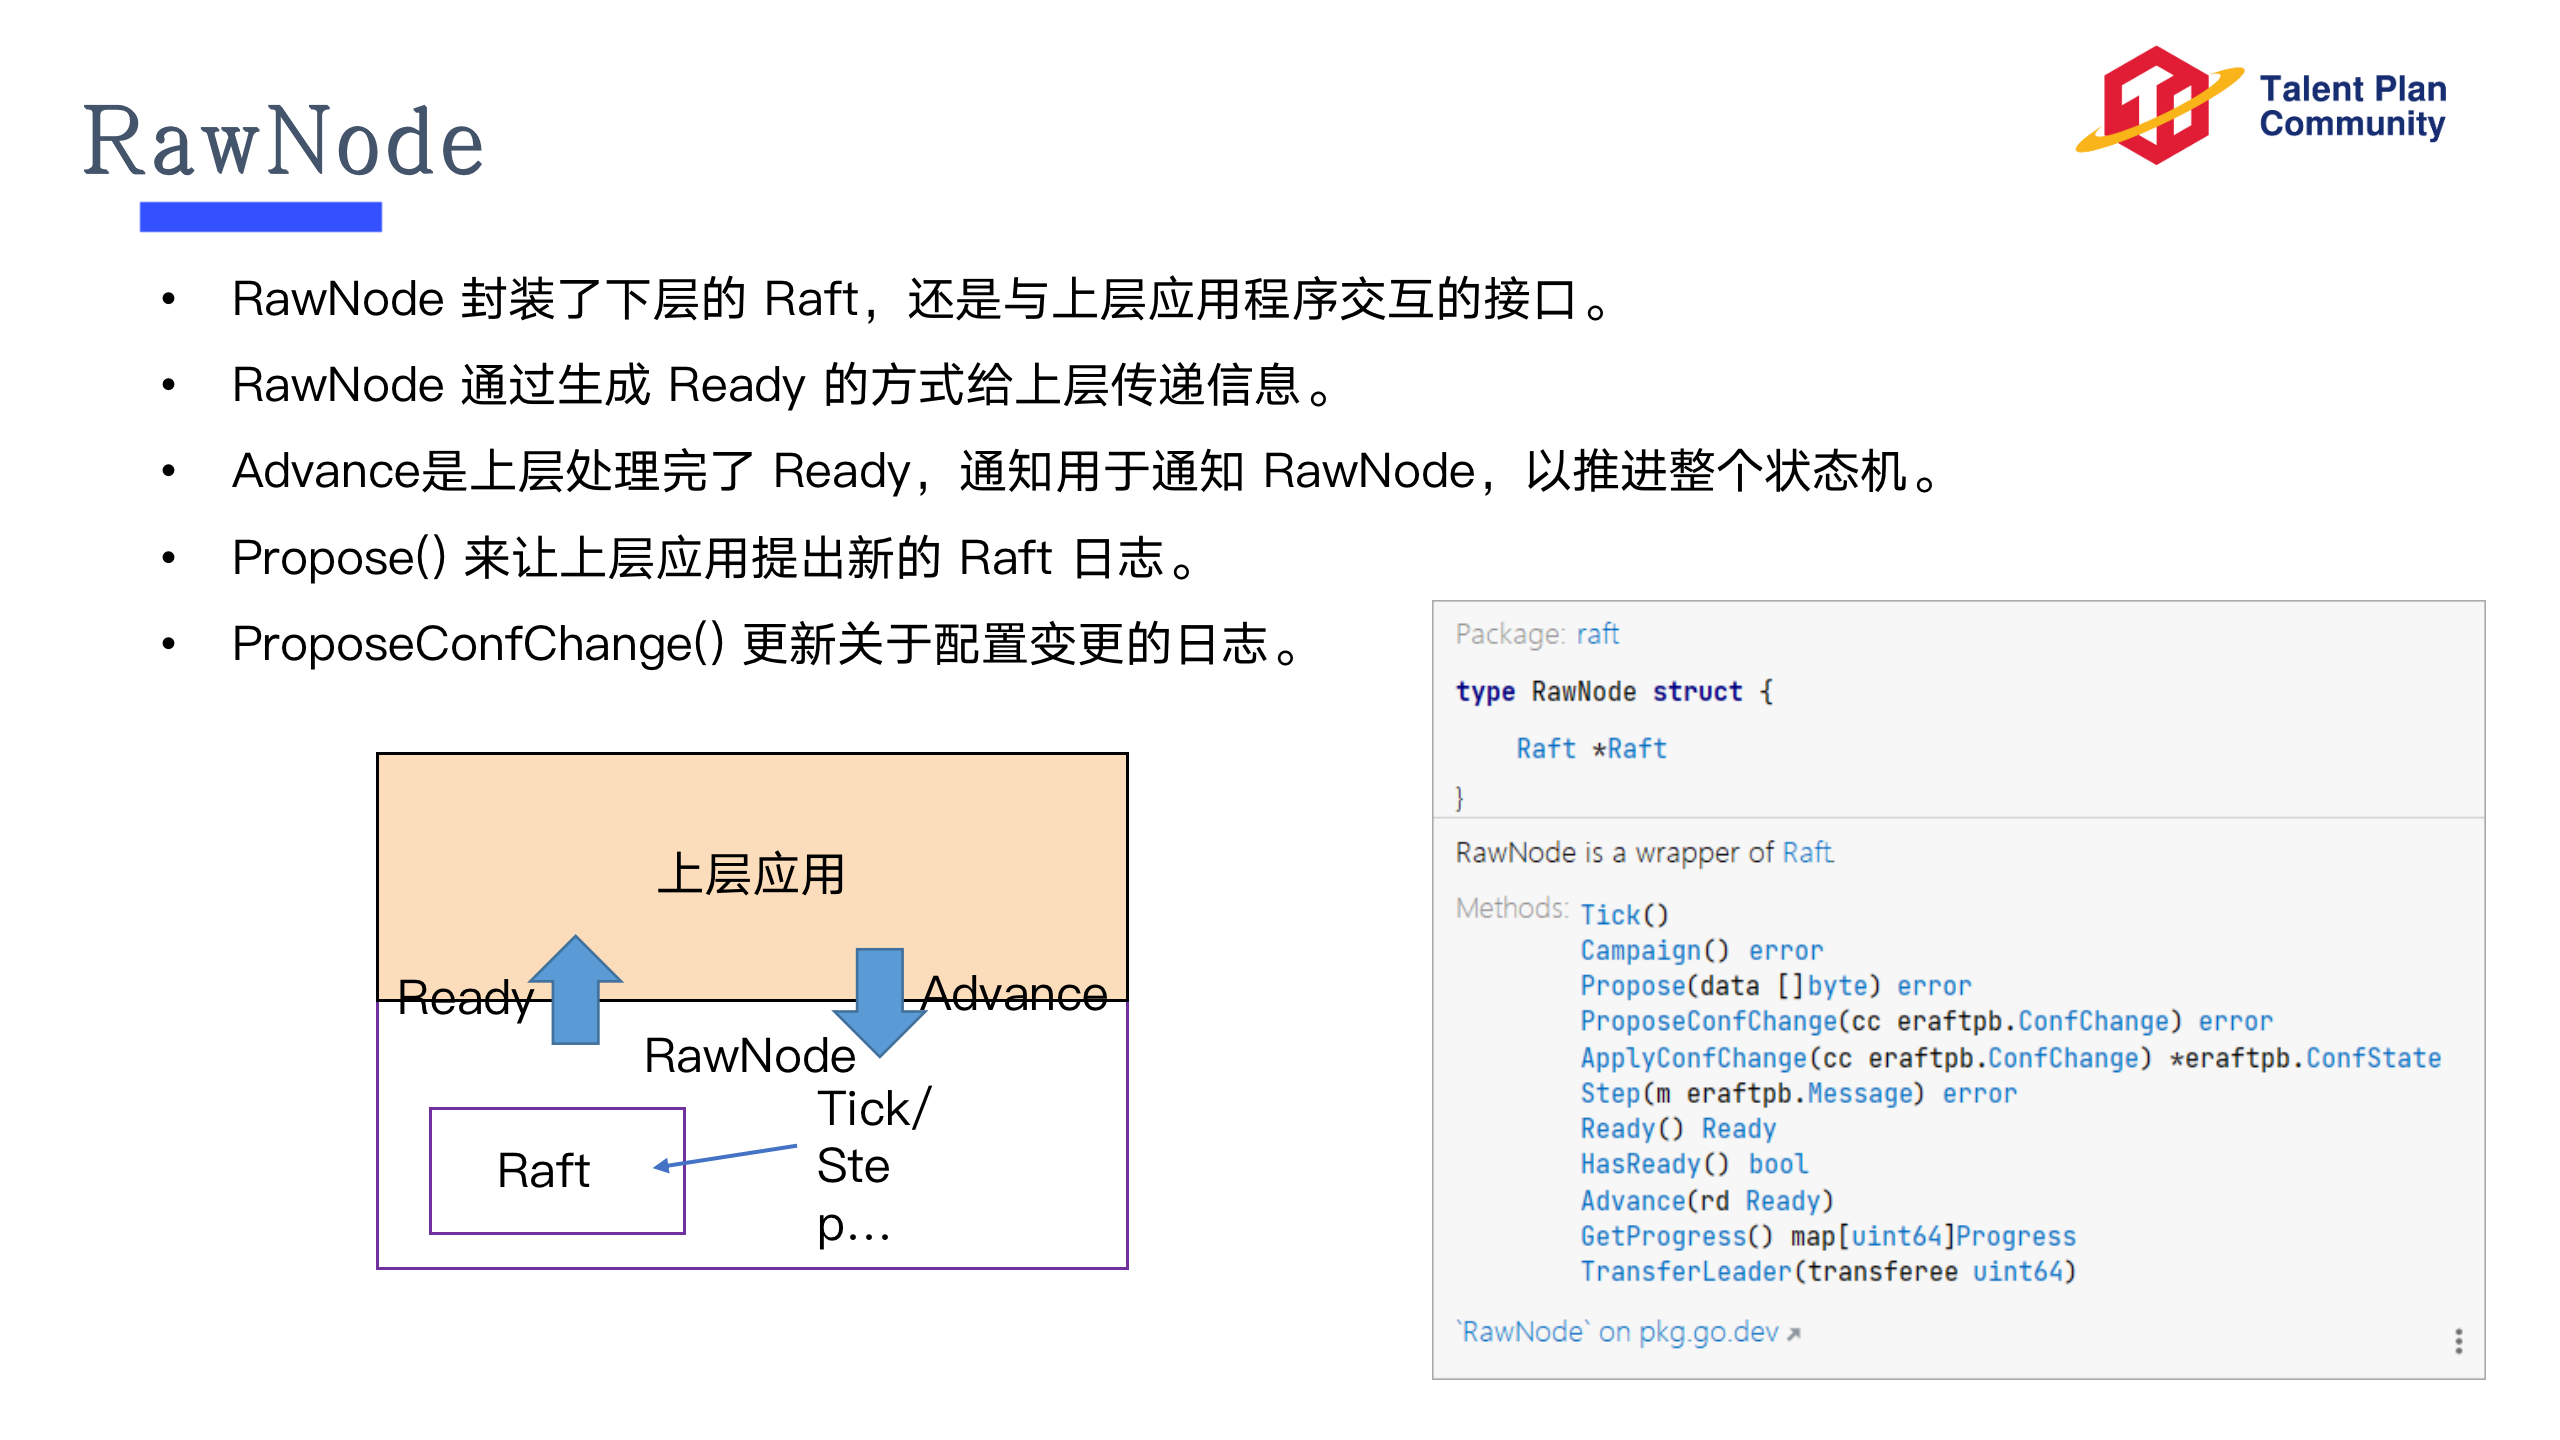 RawNode
Talent Plan
Community
• RawNode 封装了下层的 Raft，还是与上层应用程序交互的接口。
• RawNode 通过生成 Ready 的方式给上层传递信息。
• Advance是上层处理完了 Ready，通知用于通知 RawNode，以推进整个状态机。
• Propose() 来让上层应用提出新的 Raft 日志。
• ProposeConfChange() 更新关于配置变更的日志。
上层应用
Ready
Advance
RawNode
Tick/
Ste
p...
Raft
Package: raft
type RawNode struct {
Raft *Raft
}
RawNode is a wrapper of Raft
Methods: Tick()
Campaign() error
Propose(data []byte) error
ProposeConfChange(cc eraftpb.ConfChange) error
ApplyConfChange(cc eraftpb.ConfChange) *eraftpb.ConfState
Step(m eraftpb.Message) error
Ready() Ready
HasReady() bool
Advance(rd Ready)
GetProgress() map[uint64]Progress
TransferLeader(transferee uint64)
`RawNode` on pkg.go.dev